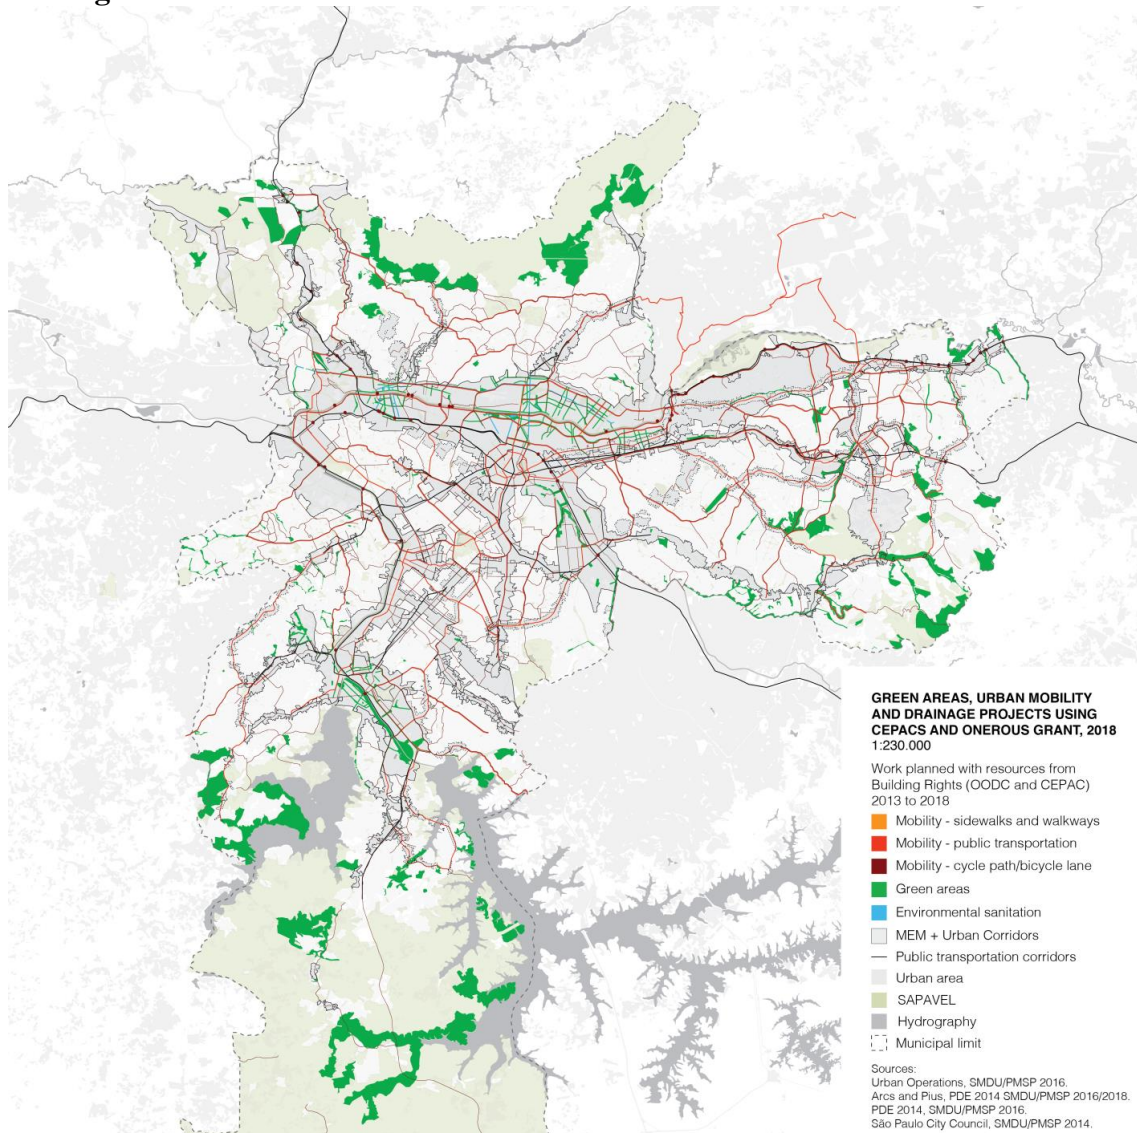 GREEN AREAS, URBAN MOBILITY
AND DRAINAGE PROJECTS USING
CEPACS AND ONEROUS GRANT, 2018
1:230.000
Work planned with resources from
Building Rights (OODC and CEPAC)
2013 to 2018
Mobility - sidewalks and walkways
Mobility - public transportation
Mobility - cycle path/bicycle lane
Green areas
Environmental sanitation
MEM + Urban Corridors
Public transportation corridors
Urban area
SAPAVEL
Hydrography
Municipal limit
Sources:
Urban Operations, SMDU/PMSP 2016.
Arcs and Pius, PDE 2014 SMDU/PMSP 2016/2018.
PDE 2014, SMDU/PMSP 2016.
São Paulo City Council, SMDU/PMSP 2014.